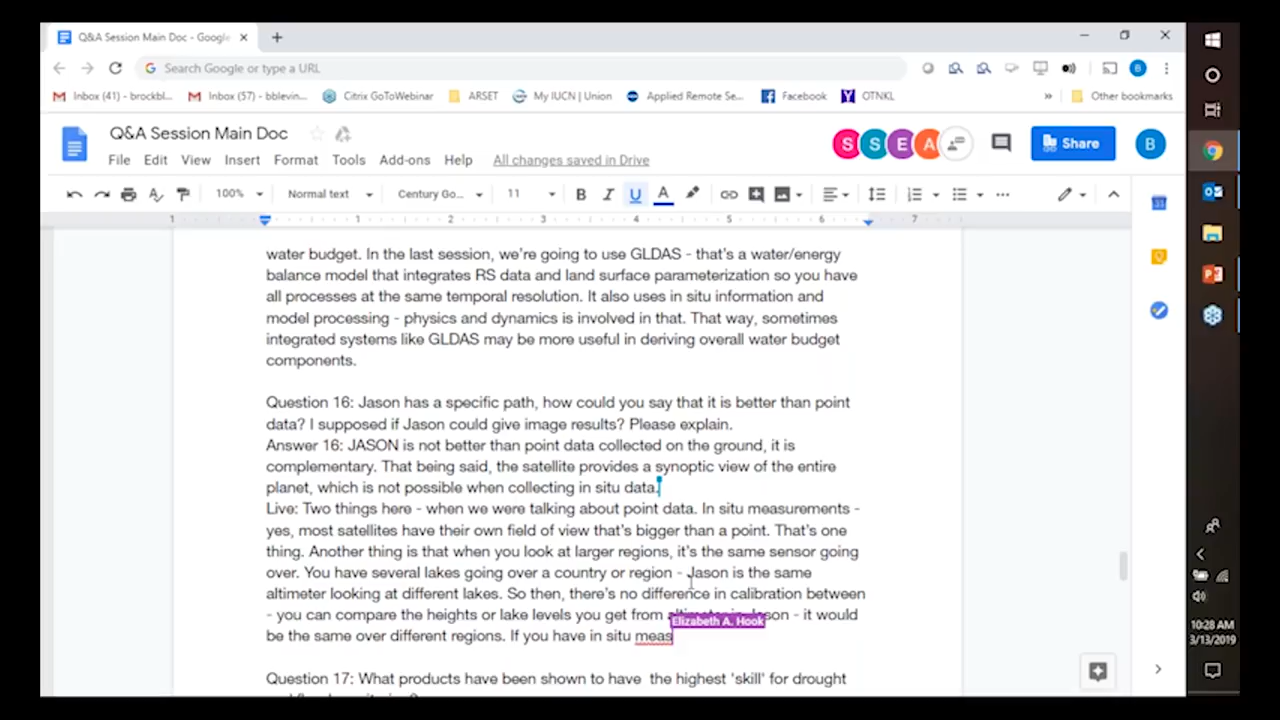 Q&A Session Main Doc - Google
Search Google or type a URL
Inbox (41) - brockbl...
Inbox (57) - bblevin...
Citrix GoToWebinar
ARSET
My IUCN | Union
Applied Remote Se...
Facebook
OTNKL
»
Other bookmarks
Q&A Session Main Doc
File Edit View Insert Format Tools Add-ons Help All changes saved in Drive
S S E A
Share
B
100% Normal text Century Go... 11 B I U A
1 1 2 3 4 5 6 7
water budget. In the last session, we're going to use GLDAS - that's a water/energy
balance model that integrates RS data and land surface parameterization so you have
all processes at the same temporal resolution. It also uses in situ information and
model processing - physics and dynamics is involved in that. That way, sometimes
integrated systems like GLDAS may be more useful in deriving overall water budget
components.
Question 16: Jason has a specific path, how could you say that it is better than point
data? I supposed if Jason could give image results? Please explain.
Answer 16: JASON is not better than point data collected on the ground, it is
complementary. That being said, the satellite provides a synoptic view of the entire
planet, which is not possible when collecting in situ data.
Live: Two things here - when we were talking about point data. In situ measurements -
yes, most satellites have their own field of view that's bigger than a point. That's one
thing. Another thing is that when you look at larger regions, it's the same sensor going
over. You have several lakes going over a country or region - Jason is the same
altimeter looking at different lakes. So then, there's no difference in calibration between
- you can compare the heights or lake levels you get from altimeter in Jason - it would
Elizabeth A. Hook
be the same over different regions. If you have in situ meas
Question 17: What products have been shown to have the highest 'skill' for drought
10:28 AM
3/13/2019